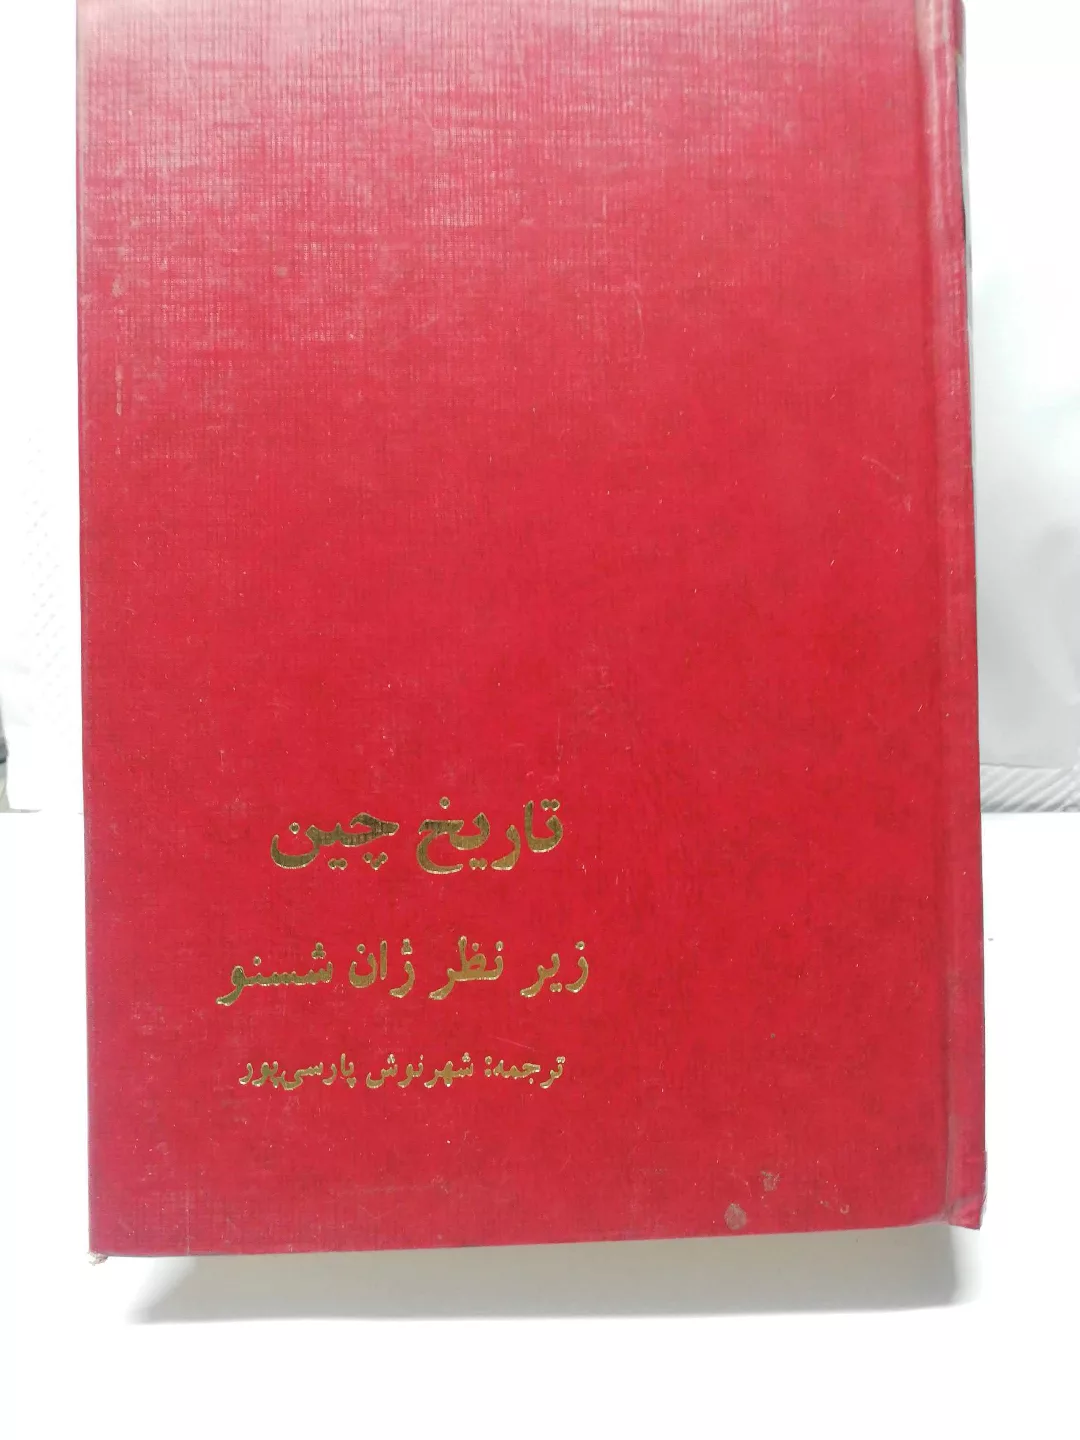 تاریخ چین
زیر نظر ژان شسنو
ترجمه: شهرنوش پارسی‌پور